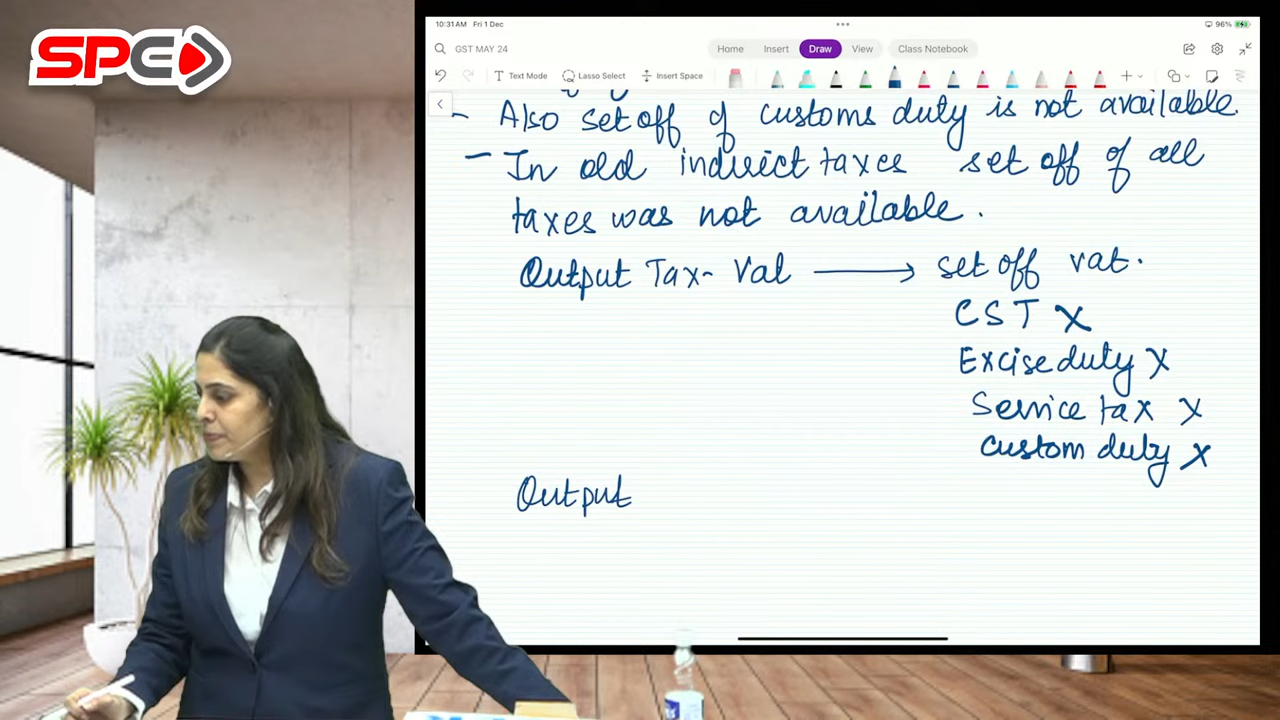 SPED
10:31 AM Fri 1 Dec
96%
GST MAY 24
Home Insert Draw View Class Notebook
Text Mode Lasso Select Insert Space
- Also set off of customs duty is not available.
- In old indirect taxes set off of all
taxes was not available.
Output Tax- Vat → set off vat.
CST X
Excise duty X
Service tax X
Custom duty X
Output